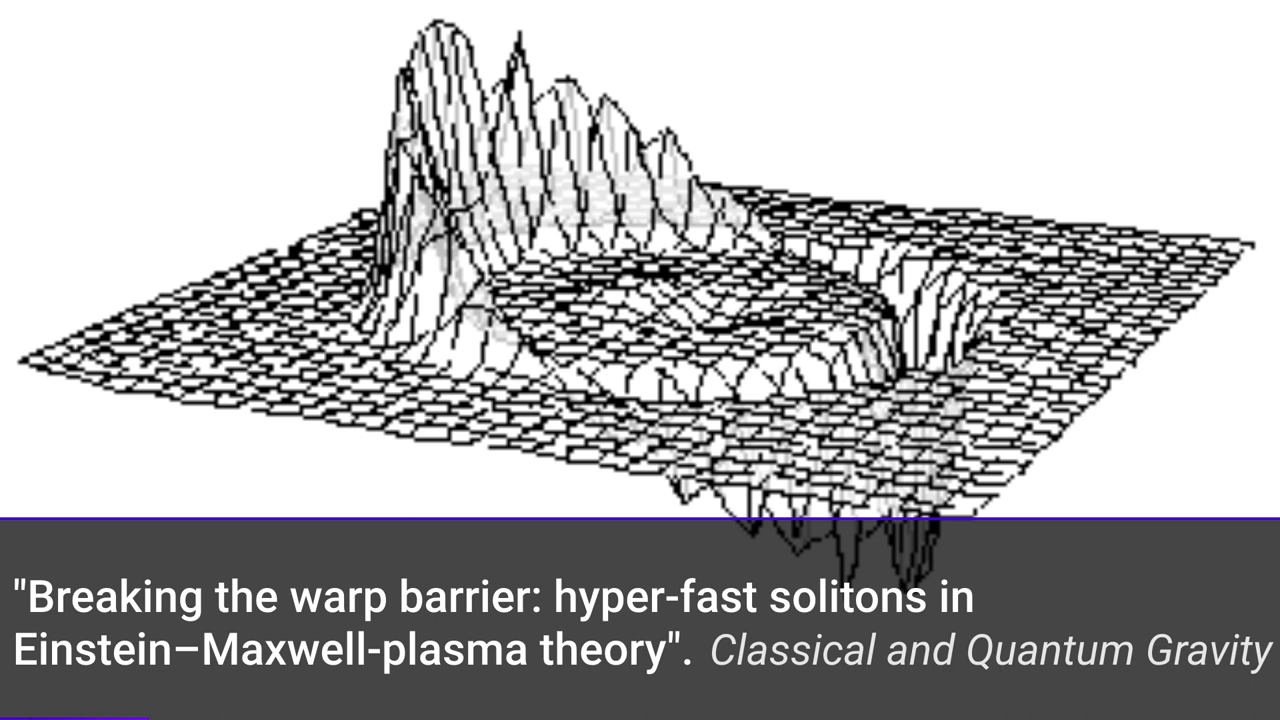 "Breaking the warp barrier: hyper-fast solitons in
Einstein–Maxwell-plasma theory". Classical and Quantum Gravity